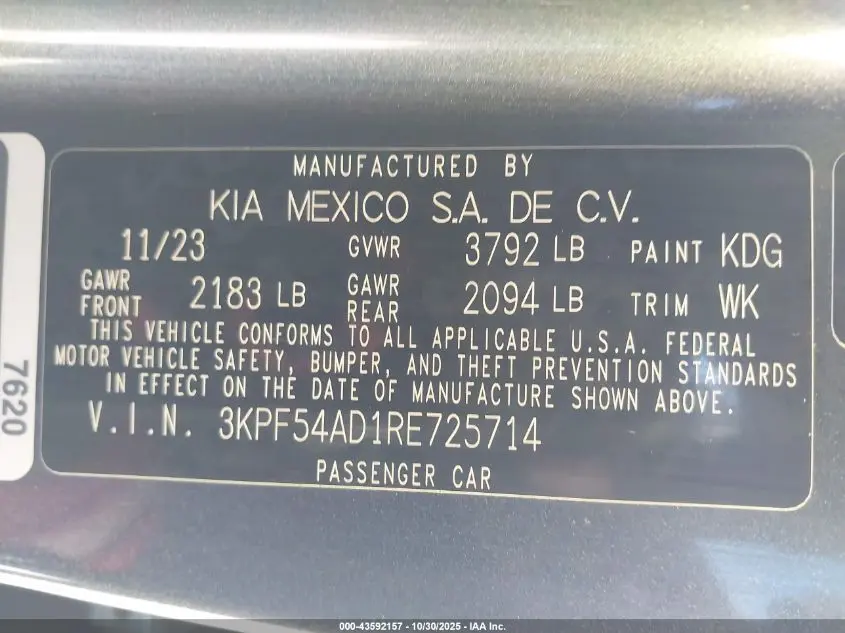 MANUFACTURED BY
KIA MEXICO S.A. DE C.V.
11/23 GVWR 3792 LB PAINT KDG
GAWR FRONT 2183 LB GAWR REAR 2094 LB TRIM WK
THIS VEHICLE CONFORMS TO ALL APPLICABLE U.S.A. FEDERAL
MOTOR VEHICLE SAFETY, BUMPER, AND THEFT PREVENTION STANDARDS
IN EFFECT ON THE DATE OF MANUFACTURE SHOWN ABOVE.
V.I.N. 3KPF54AD1RE725714
PASSENGER CAR
7620
000-43592157 - 10/30/2025 - IAA Inc.